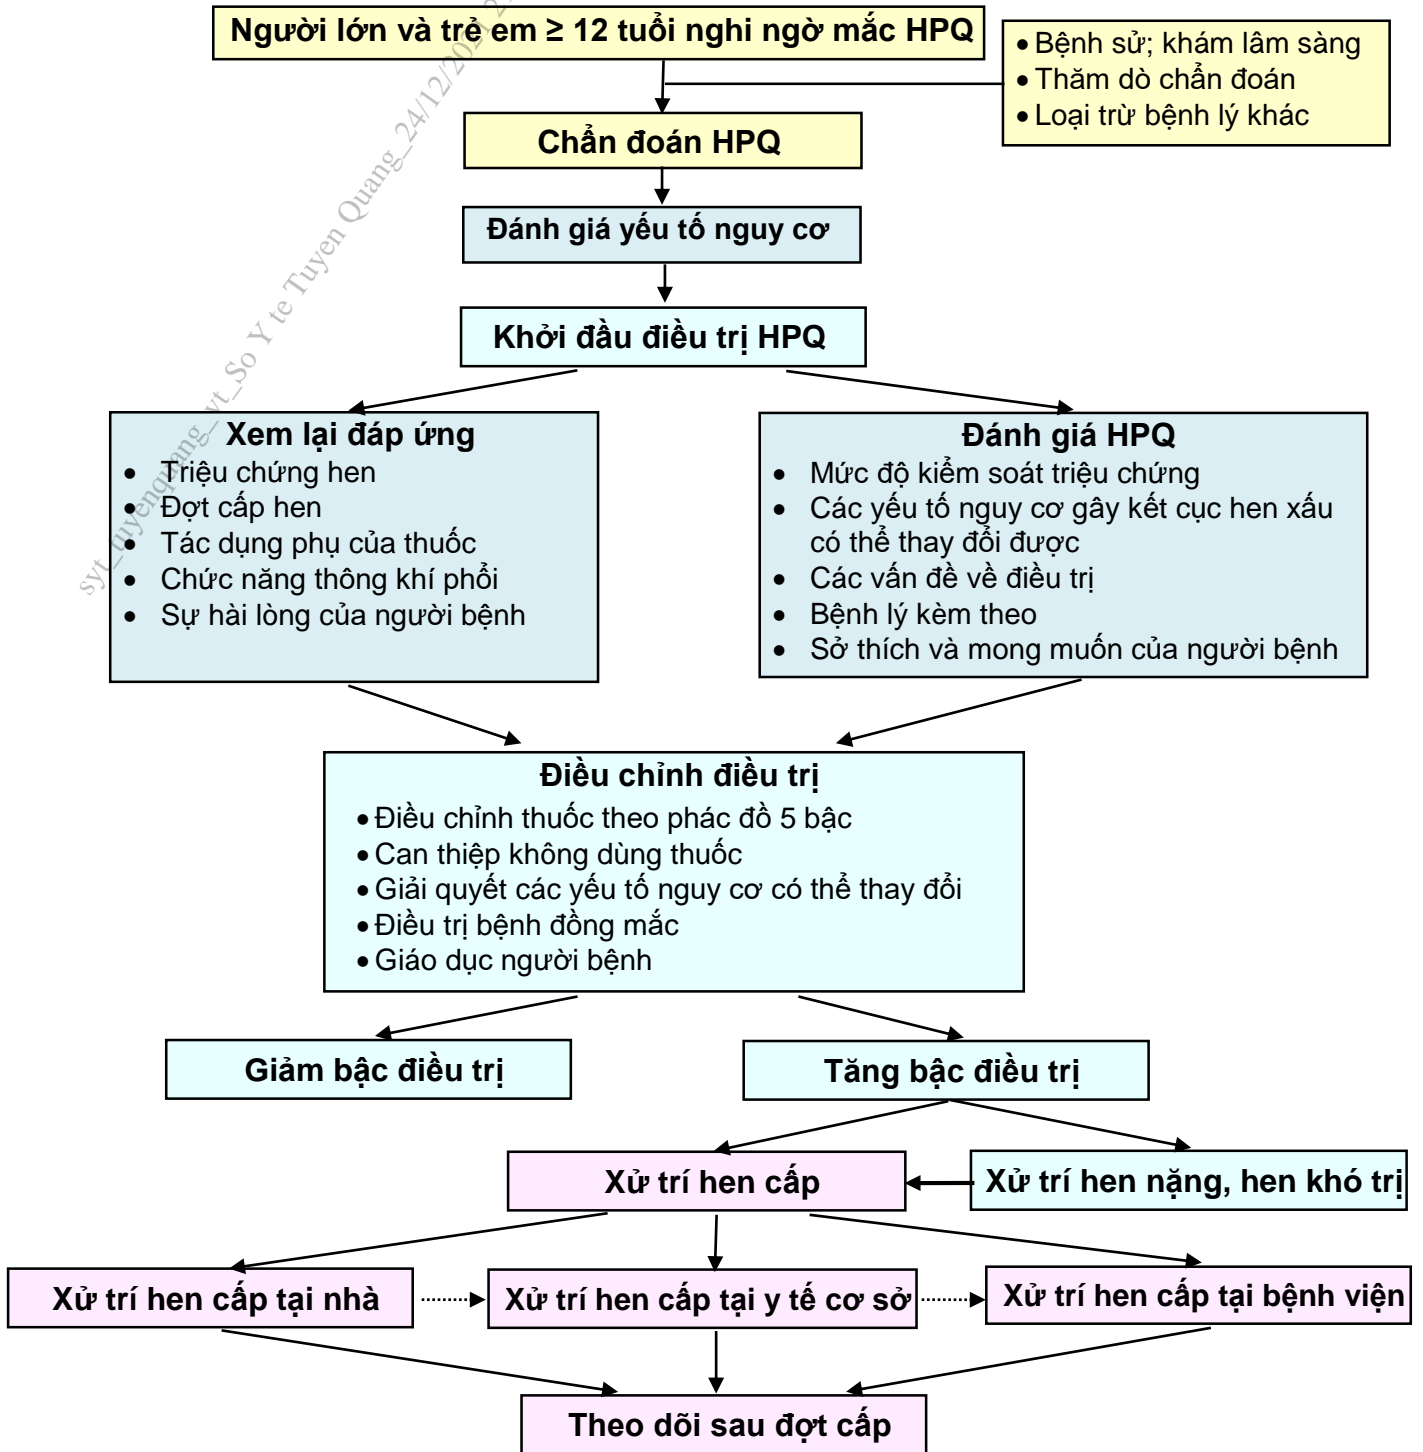 Người lớn và trẻ em ≥ 12 tuổi nghi ngờ mắc HPQ
• Bệnh sử; khám lâm sàng
• Thăm dò chẩn đoán
• Loại trừ bệnh lý khác
Chẩn đoán HPQ
Đánh giá yếu tố nguy cơ
Khởi đầu điều trị HPQ
Xem lại đáp ứng
• Triệu chứng hen
• Đợt cấp hen
• Tác dụng phụ của thuốc
• Chức năng thông khí phổi
• Sự hài lòng của người bệnh
Đánh giá HPQ
• Mức độ kiểm soát triệu chứng
• Các yếu tố nguy cơ gây kết cục hen xấu
có thể thay đổi được
• Các vấn đề về điều trị
• Bệnh lý kèm theo
• Sở thích và mong muốn của người bệnh
Điều chỉnh điều trị
• Điều chỉnh thuốc theo phác đồ 5 bậc
• Can thiệp không dùng thuốc
• Giải quyết các yếu tố nguy cơ có thể thay đổi
• Điều trị bệnh đồng mắc
• Giáo dục người bệnh
Giảm bậc điều trị
Tăng bậc điều trị
Xử trí hen cấp
Xử trí hen nặng, hen khó trị
Xử trí hen cấp tại nhà
Xử trí hen cấp tại y tế cơ sở
Xử trí hen cấp tại bệnh viện
Theo dõi sau đợt cấp
syt_tuyenquang_vt_So Y te Tuyen Quang_24/12/2021